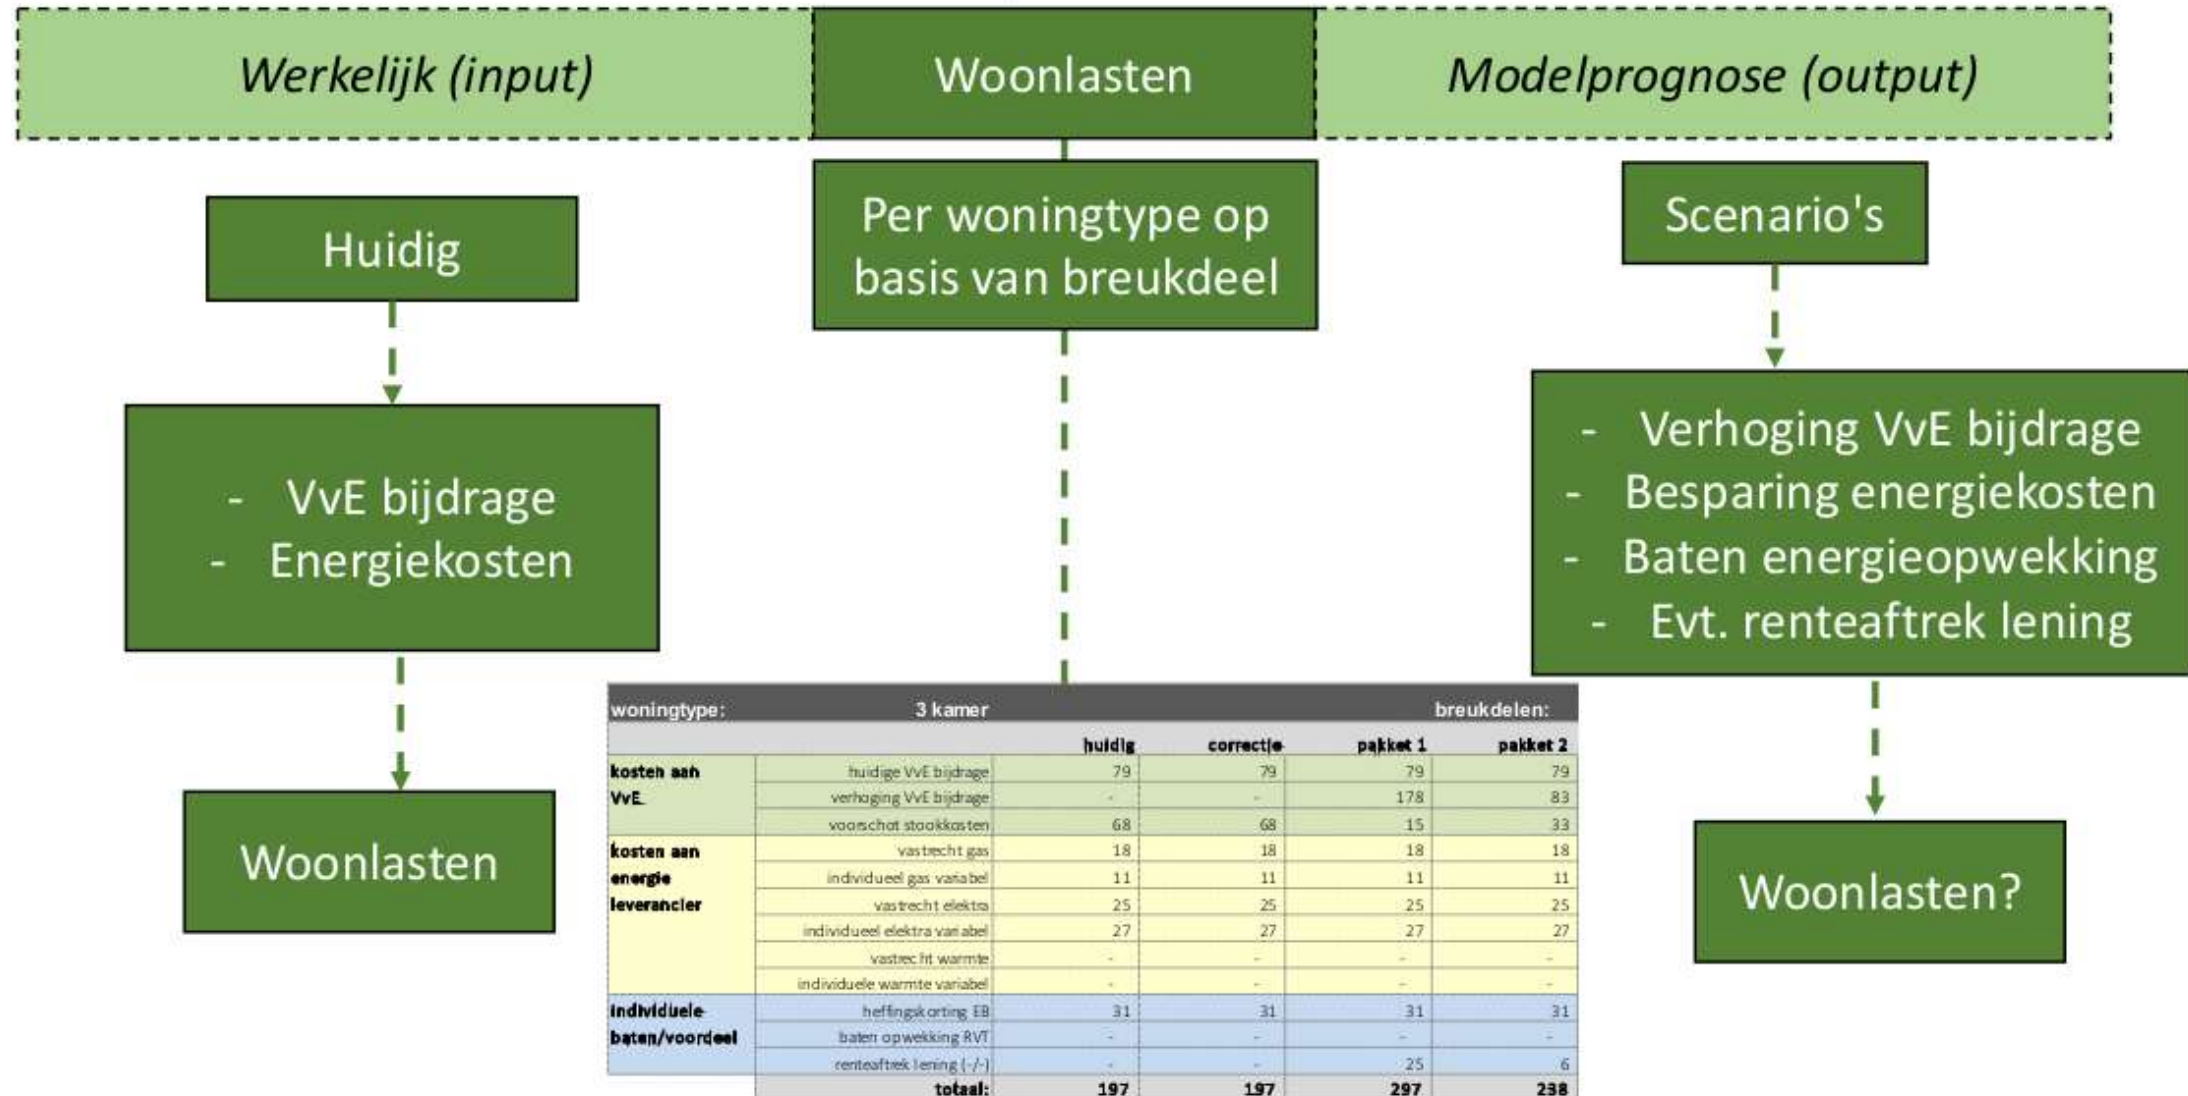 Werkelijk (input)
Woonlasten
Modelprognose (output)
Huidig
- VvE bijdrage
- Energiekosten
Woonlasten
Per woningtype op
basis van breukdeel
Scenario's
- Verhoging VvE bijdrage
- Besparing energiekosten
- Baten energieopwekking
- Evt. renteaftrek lening
Woonlasten?
woningtype: 3 kamer breukdelen:
huidig correctie pakket 1 pakket 2
kosten aan huidige VvE bijdrage 79 79 79 79
VvE verhoging VvE bijdrage - - 178 83
voorschot stookkosten 68 68 15 33
kosten aan vastrecht gas 18 18 18 18
energie individueel gas variabel 11 11 11 11
leverancier vastrecht elektra 25 25 25 25
individueel elektra variabel 27 27 27 27
vastrecht warmte - - - -
individuele warmte variabel - - - -
individuele heffingskorting EB 31 31 31 31
baten/voordeel baten opwekking RVT - - - -
renteaftrek lening (-/-) - - 25 6
totaal: 197 197 297 238